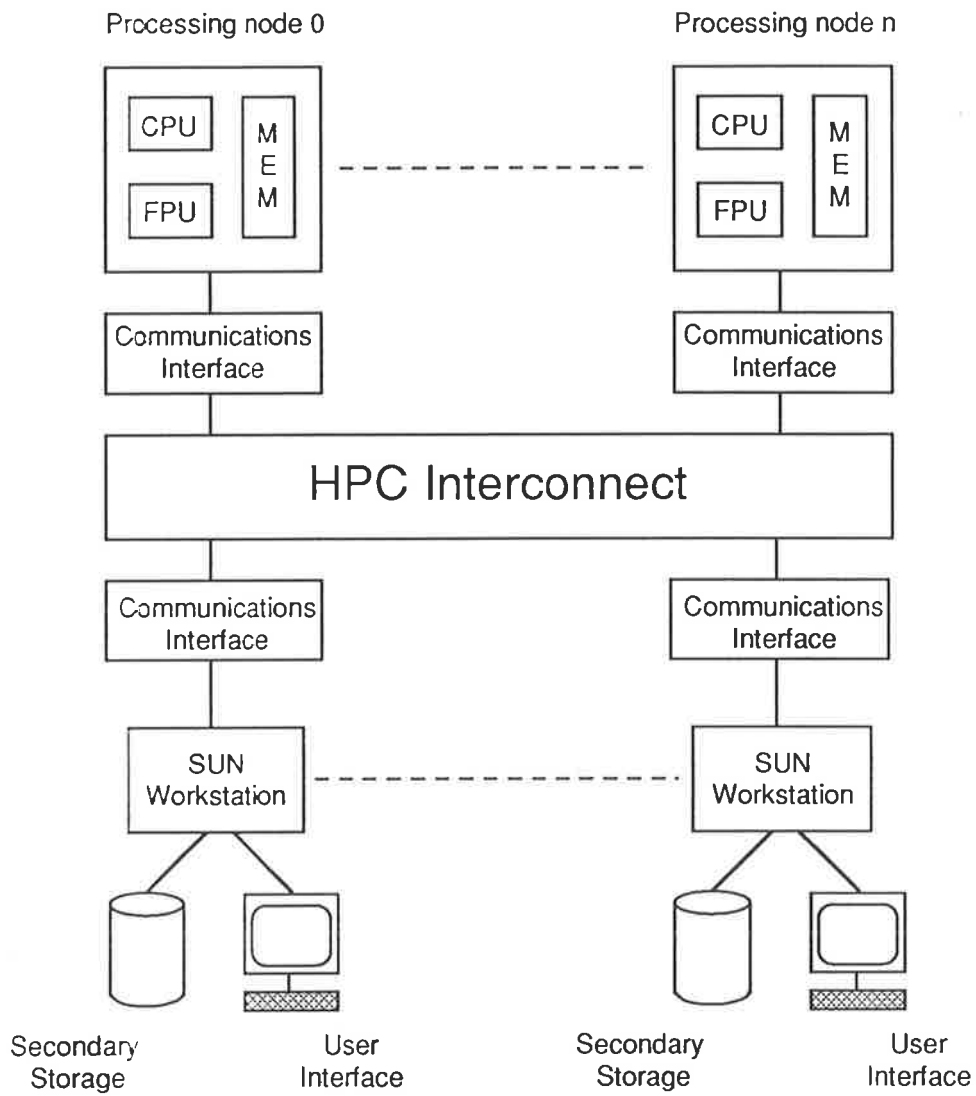 Processing node 0
Processing node n
CPU
FPU
M
E
M
CPU
FPU
M
E
M
Communications
Interface
Communications
Interface
HPC Interconnect
Communications
Interface
Communications
Interface
SUN
Workstation
SUN
Workstation
Secondary
Storage
User
Interface
Secondary
Storage
User
Interface